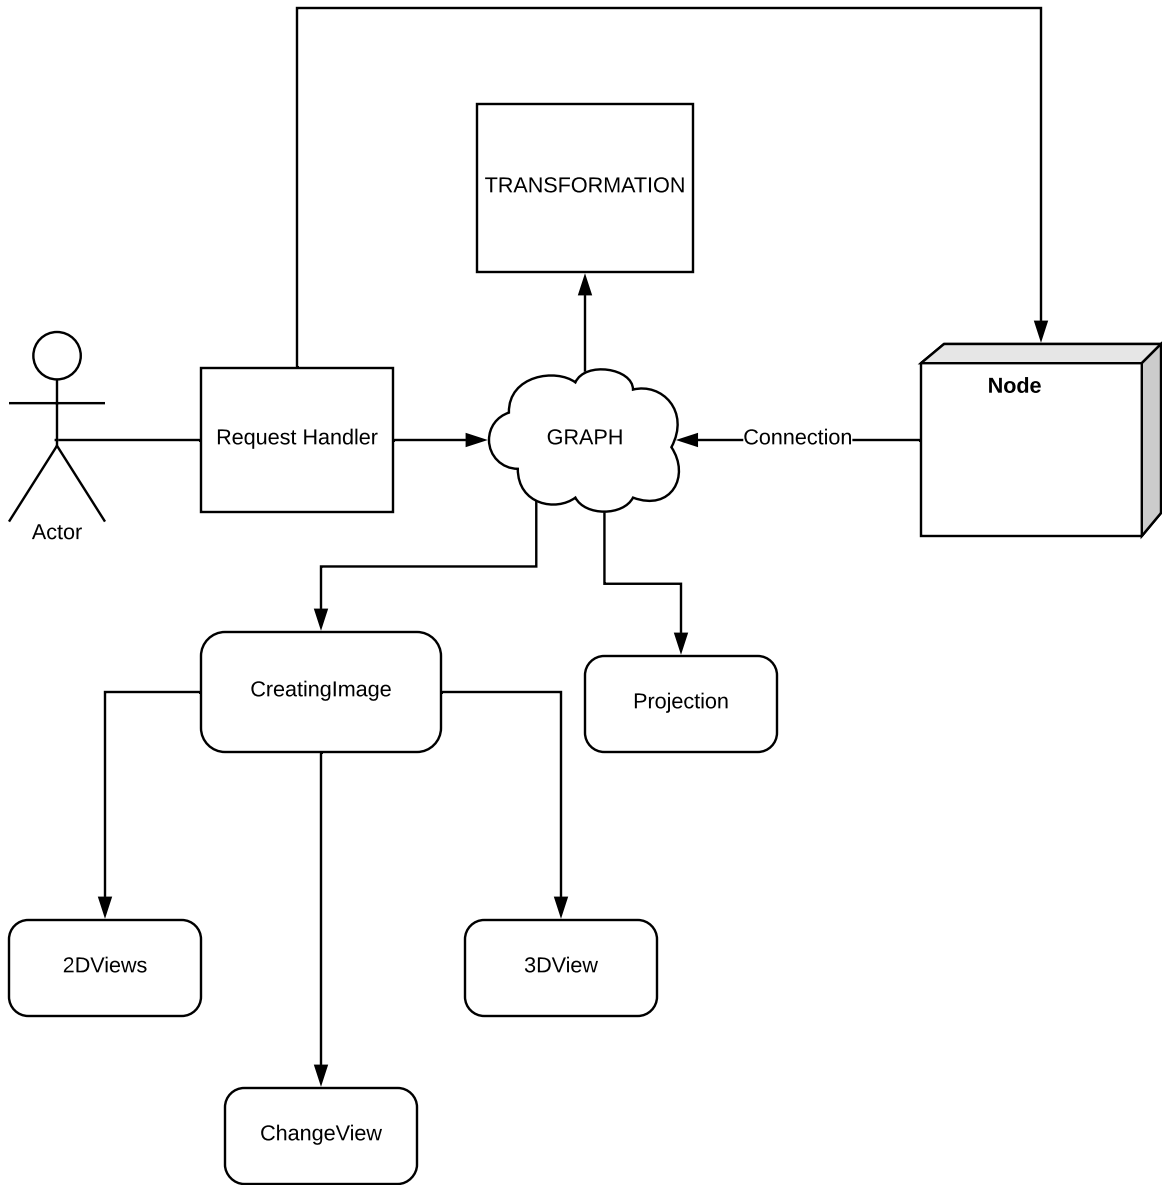 TRANSFORMATION
Node
Request Handler
GRAPH
Connection
Actor
CreatingImage
Projection
2DViews
3DView
ChangeView